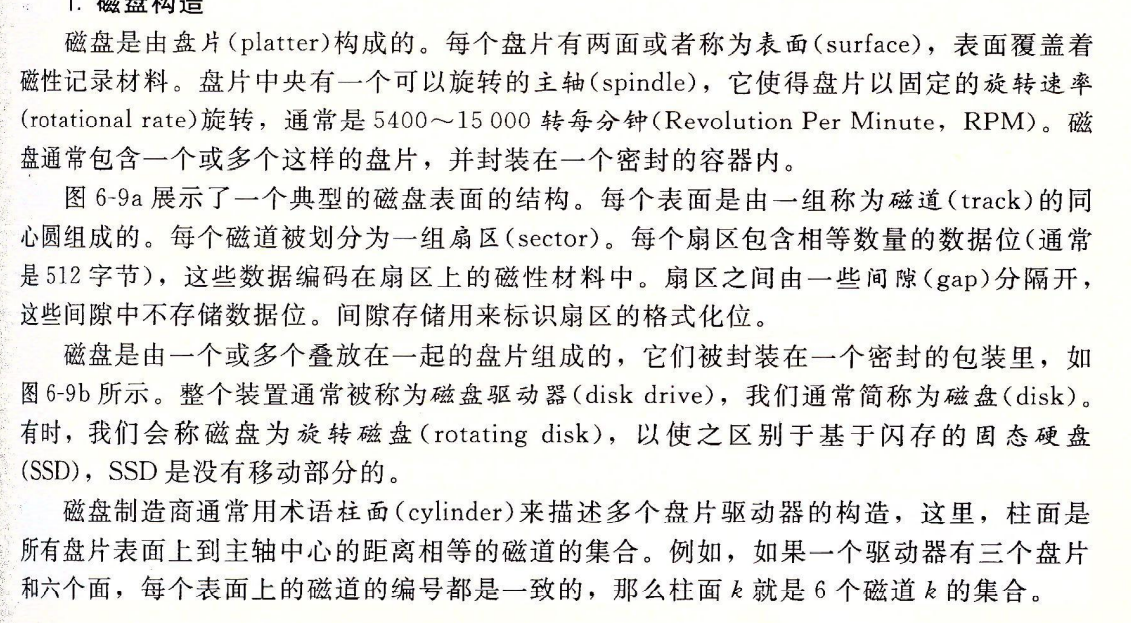 1. 磁盘构造
磁盘是由盘片(platter)构成的。每个盘片有两面或者称为表面(surface)，表面覆盖着
磁性记录材料。盘片中央有一个可以旋转的主轴(spindle)，它使得盘片以固定的旋转速率
(rotational rate)旋转，通常是 5400～15 000 转每分钟(Revolution Per Minute，RPM)。磁
盘通常包含一个或多个这样的盘片，并封装在一个密封的容器内。
图 6-9a 展示了一个典型的磁盘表面的结构。每个表面是由一组称为磁道(track)的同
心圆组成的。每个磁道被划分为一组扇区(sector)。每个扇区包含相等数量的数据位(通常
是 512 字节)，这些数据编码在扇区上的磁性材料中。扇区之间由一些间隙(gap)分隔开，
这些间隙中不存储数据位。间隙存储用来标识扇区的格式化位。
磁盘是由一个或多个叠放在一起的盘片组成的，它们被封装在一个密封的包装里，如
图 6-9b 所示。整个装置通常被称为磁盘驱动器(disk drive)，我们通常简称为磁盘(disk)。
有时，我们会称磁盘为旋转磁盘(rotating disk)，以使之区别于基于闪存的固态硬盘
(SSD)，SSD 是没有移动部分的。
磁盘制造商通常用术语柱面(cylinder)来描述多个盘片驱动器的构造，这里，柱面是
所有盘片表面上到主轴中心的距离相等的磁道的集合。例如，如果一个驱动器有三个盘片
和六个面，每个表面上的磁道的编号都是一致的，那么柱面 k 就是 6 个磁道 k 的集合。